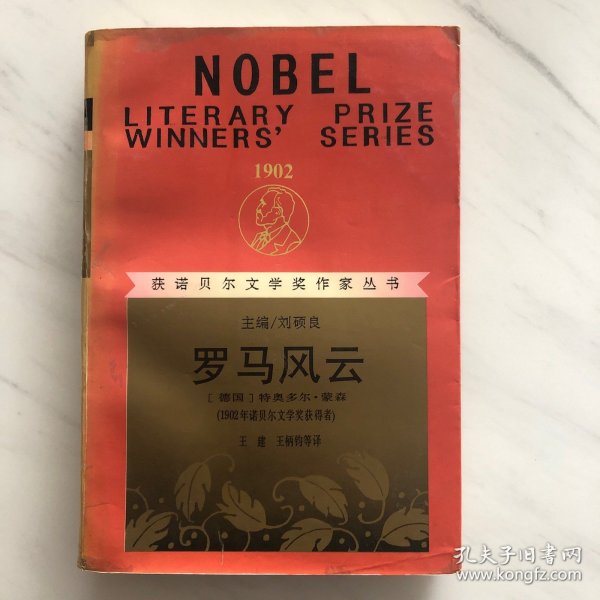 NOBEL
LITERARY PRIZE
WINNERS' SERIES
1902
获诺贝尔文学奖作家丛书
主编/刘硕良
罗马风云
[德国]特奥多尔·蒙森
(1902年诺贝尔文学奖获得者)
王建 王柄钧等译
孔夫子旧书网
www.kongfz.com